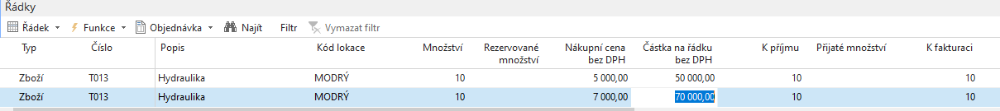 Řádky
Řádek Funkce Objednávka Najít Filtr Vymazat filtr
Typ Číslo Popis Kód lokace Množství Rezervované množství Nákupní cena bez DPH Částka na řádku bez DPH K příjmu Přijaté množství K fakturaci
Zboží T013 Hydraulika MODRÝ 10 5 000,00 50 000,00 10 10
Zboží T013 Hydraulika MODRÝ 10 7 000,00 70 000,00 10 10